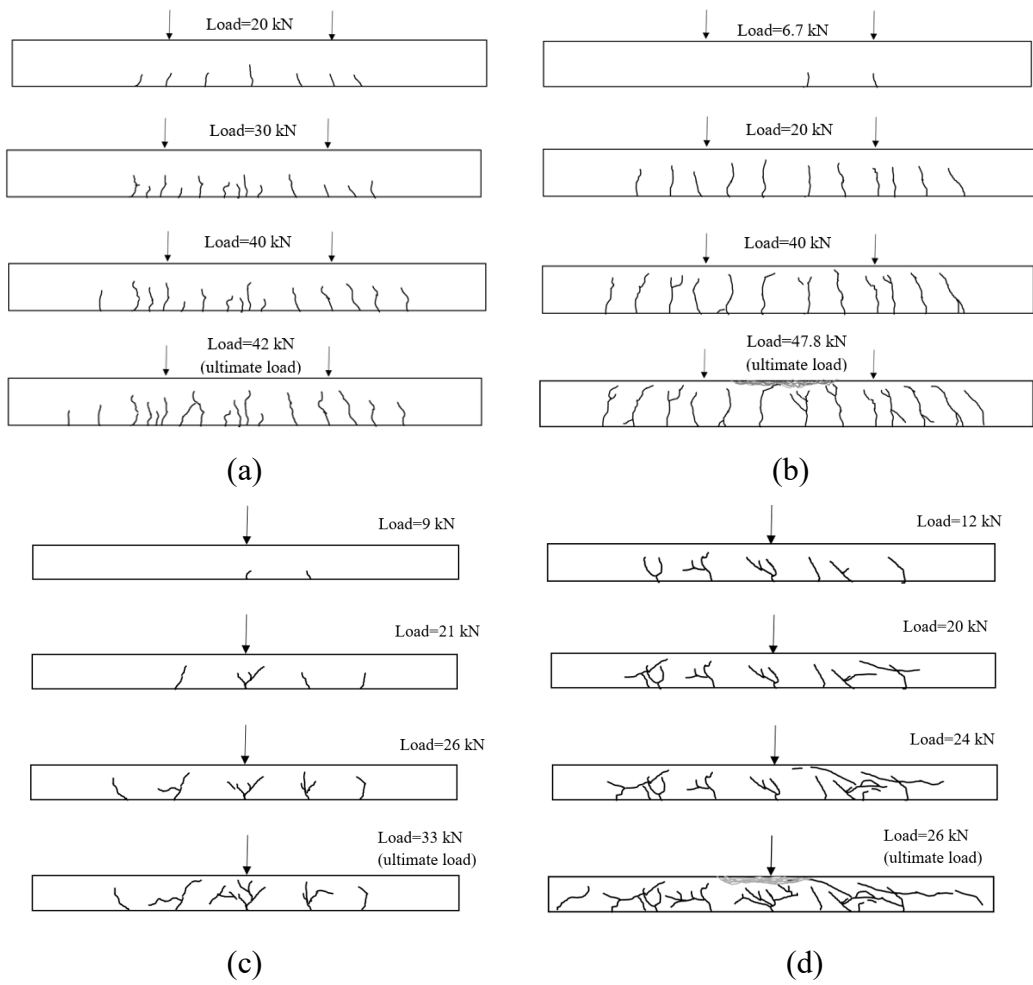 Load=20 kN
Load=30 kN
Load=40 kN
Load=42 kN
(ultimate load)
(a)
Load=6.7 kN
Load=20 kN
Load=40 kN
Load=47.8 kN
(ultimate load)
(b)
Load=9 kN
Load=21 kN
Load=26 kN
Load=33 kN
(ultimate load)
(c)
Load=12 kN
Load=20 kN
Load=24 kN
Load=26 kN
(ultimate load)
(d)